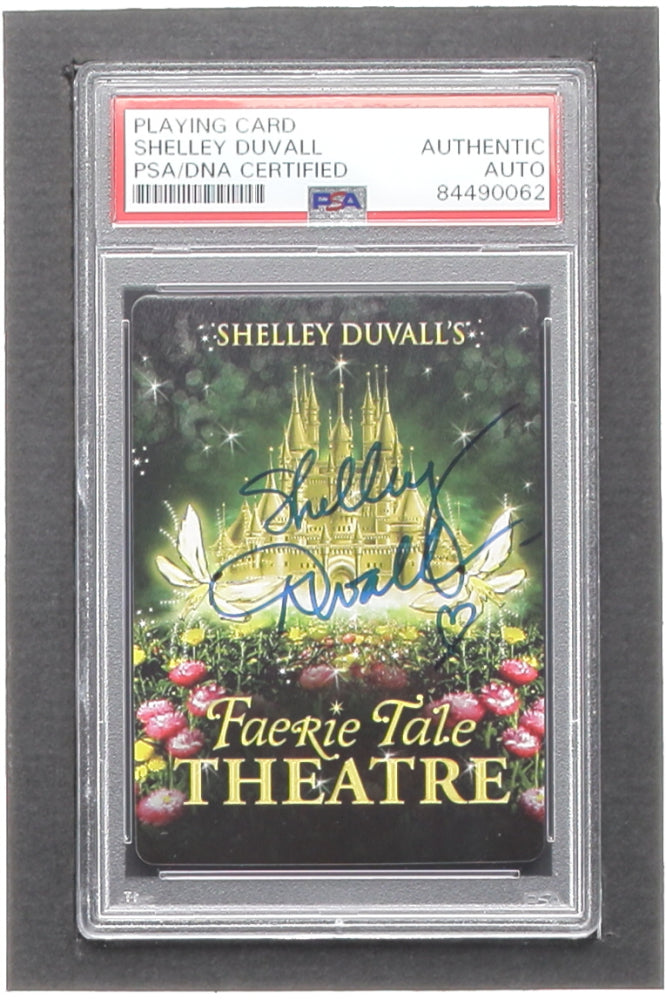 PLAYING CARD
SHELLEY DUVALL AUTHENTIC
PSA/DNA CERTIFIED AUTO
PSA 84490062
SHELLEY DUVALL'S
Shelley
Duvall
Faerie Tale
THEATRE